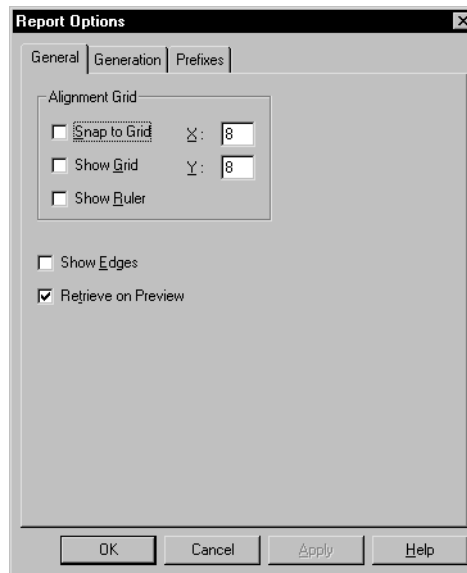 Report Options
General Generation Prefixes
Alignment Grid
Snap to Grid X: 8
Show Grid Y: 8
Show Ruler
Show Edges
Retrieve on Preview
OK Cancel Apply Help